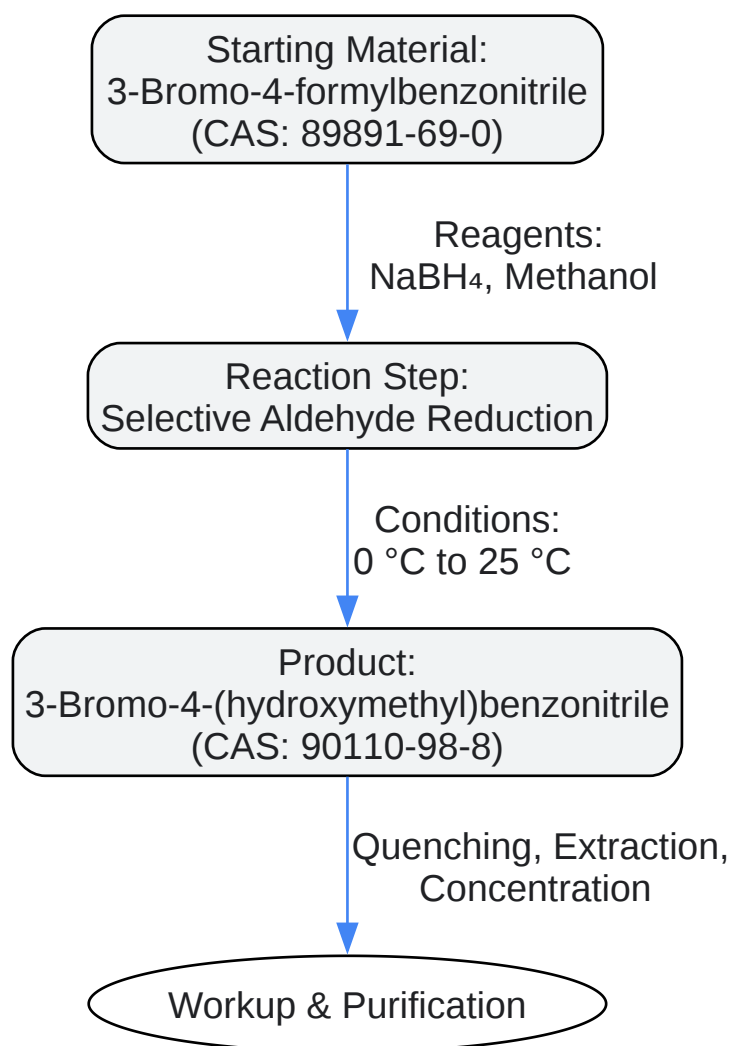 Starting Material:
3-Bromo-4-formylbenzonitrile
(CAS: 89891-69-0)
Reagents:
NaBH₄, Methanol
Reaction Step:
Selective Aldehyde Reduction
Conditions:
0 °C to 25 °C
Product:
3-Bromo-4-(hydroxymethyl)benzonitrile
(CAS: 90110-98-8)
Quenching, Extraction,
Concentration
Workup & Purification